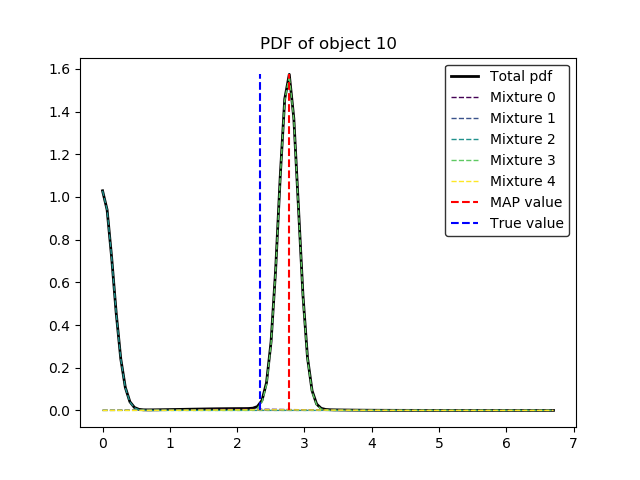 PDF of object 10
1.6
1.4
1.2
1.0
0.8
0.6
0.4
0.2
0.0
0 1 2 3 4 5 6 7
Total pdf
Mixture 0
Mixture 1
Mixture 2
Mixture 3
Mixture 4
MAP value
True value